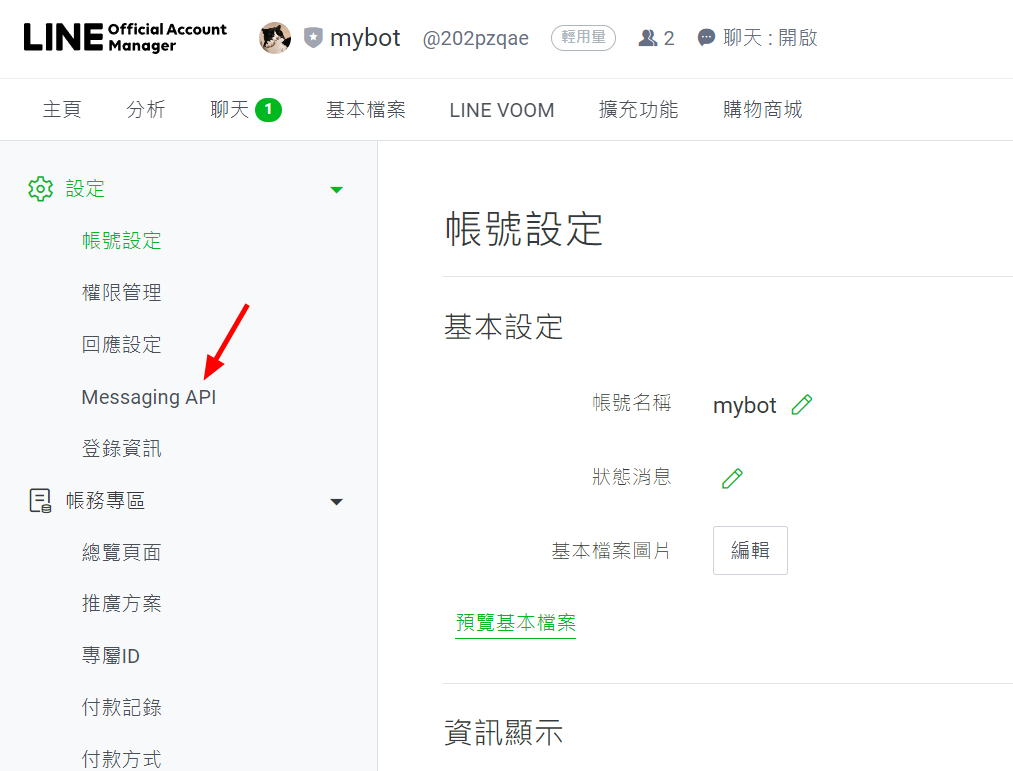 LINE Official Account Manager mybot @202pzqae 輕用量 2 聊天 : 開啟
主頁 分析 聊天 1 基本檔案 LINE VOOM 擴充功能 購物商城
設定
帳號設定
權限管理
回應設定
Messaging API
登錄資訊
帳務專區
總覽頁面
推廣方案
專屬ID
付款記錄
付款方式
帳號設定
基本設定
帳號名稱 mybot
狀態消息
基本檔案圖片 編輯
預覽基本檔案
資訊顯示